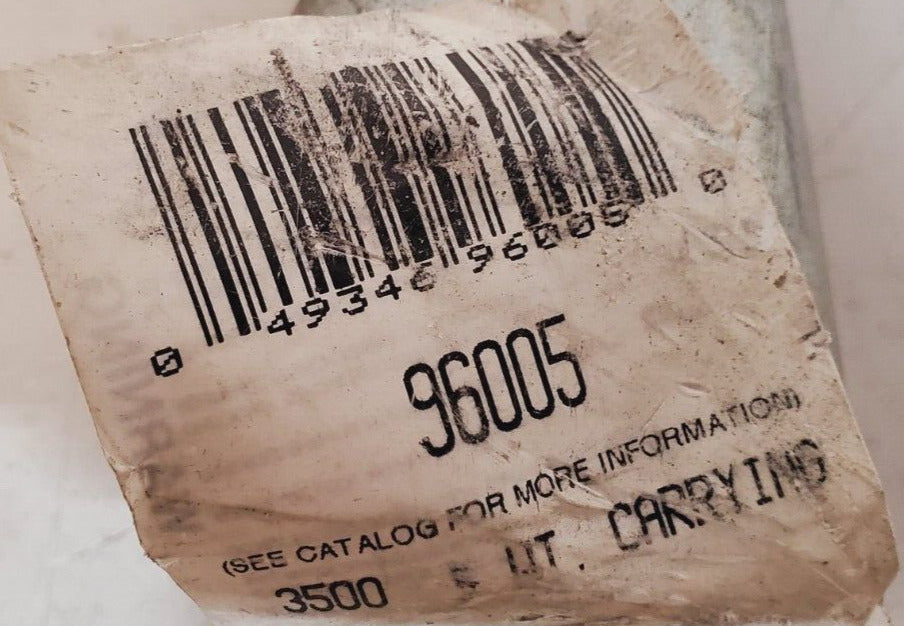 0 49346 96005 0
96005
(SEE CATALOG FOR MORE INFORMATION)
3500 WT. CARRYING